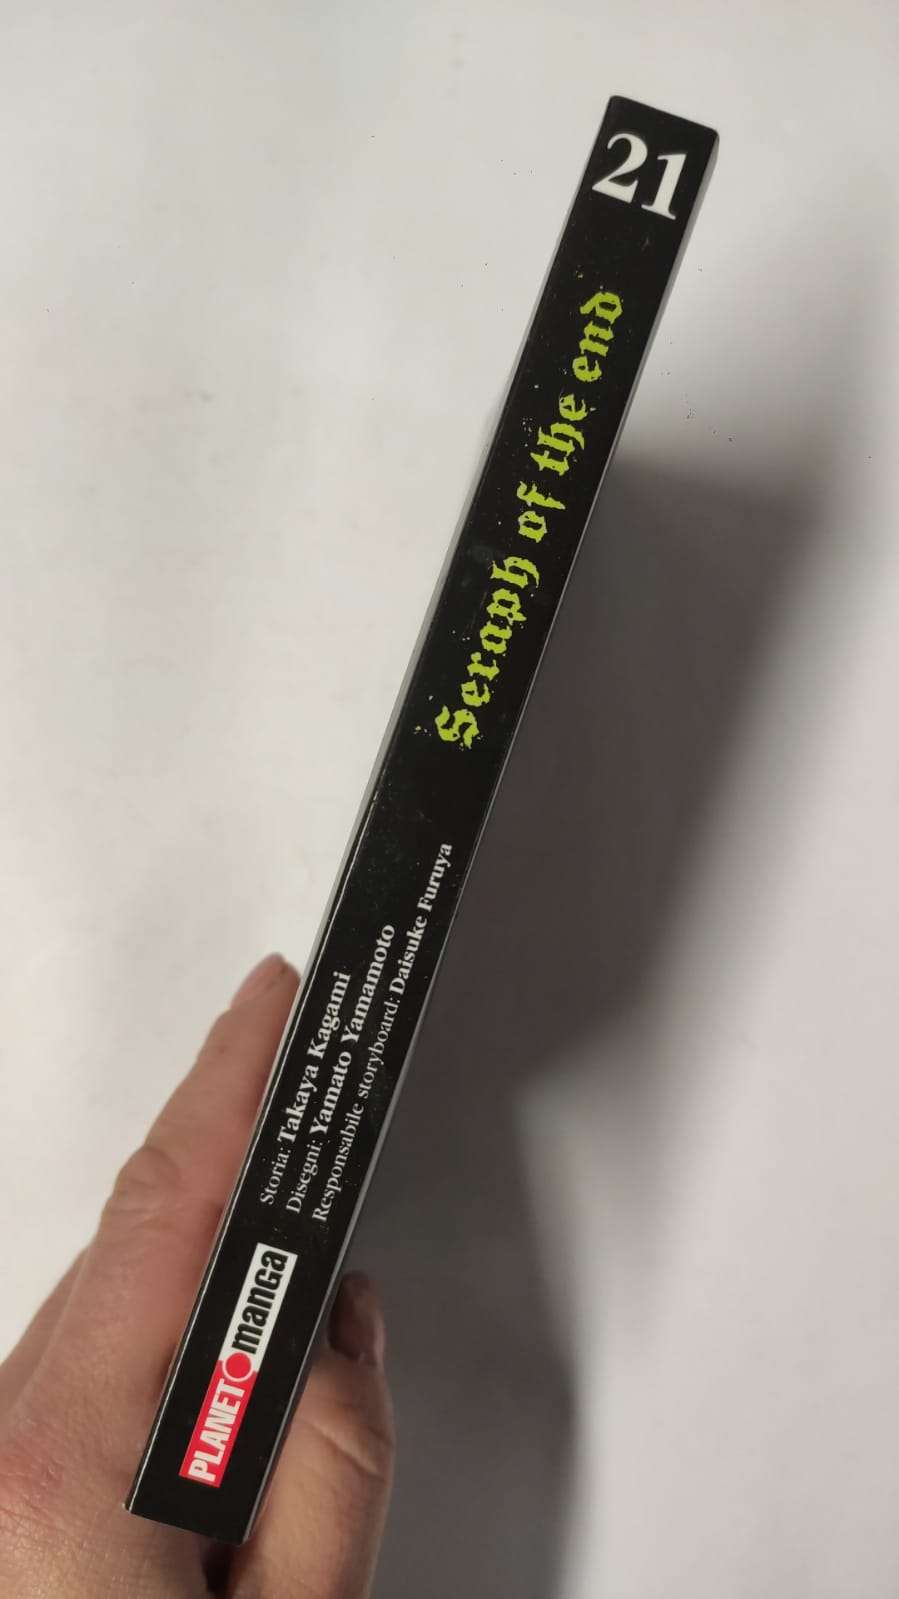 21
Seraph of the end
Storia: Takaya Kagami
Disegni: Yamato Yamamoto
Responsabile storyboard: Daisuke Furuya
PLANET manga